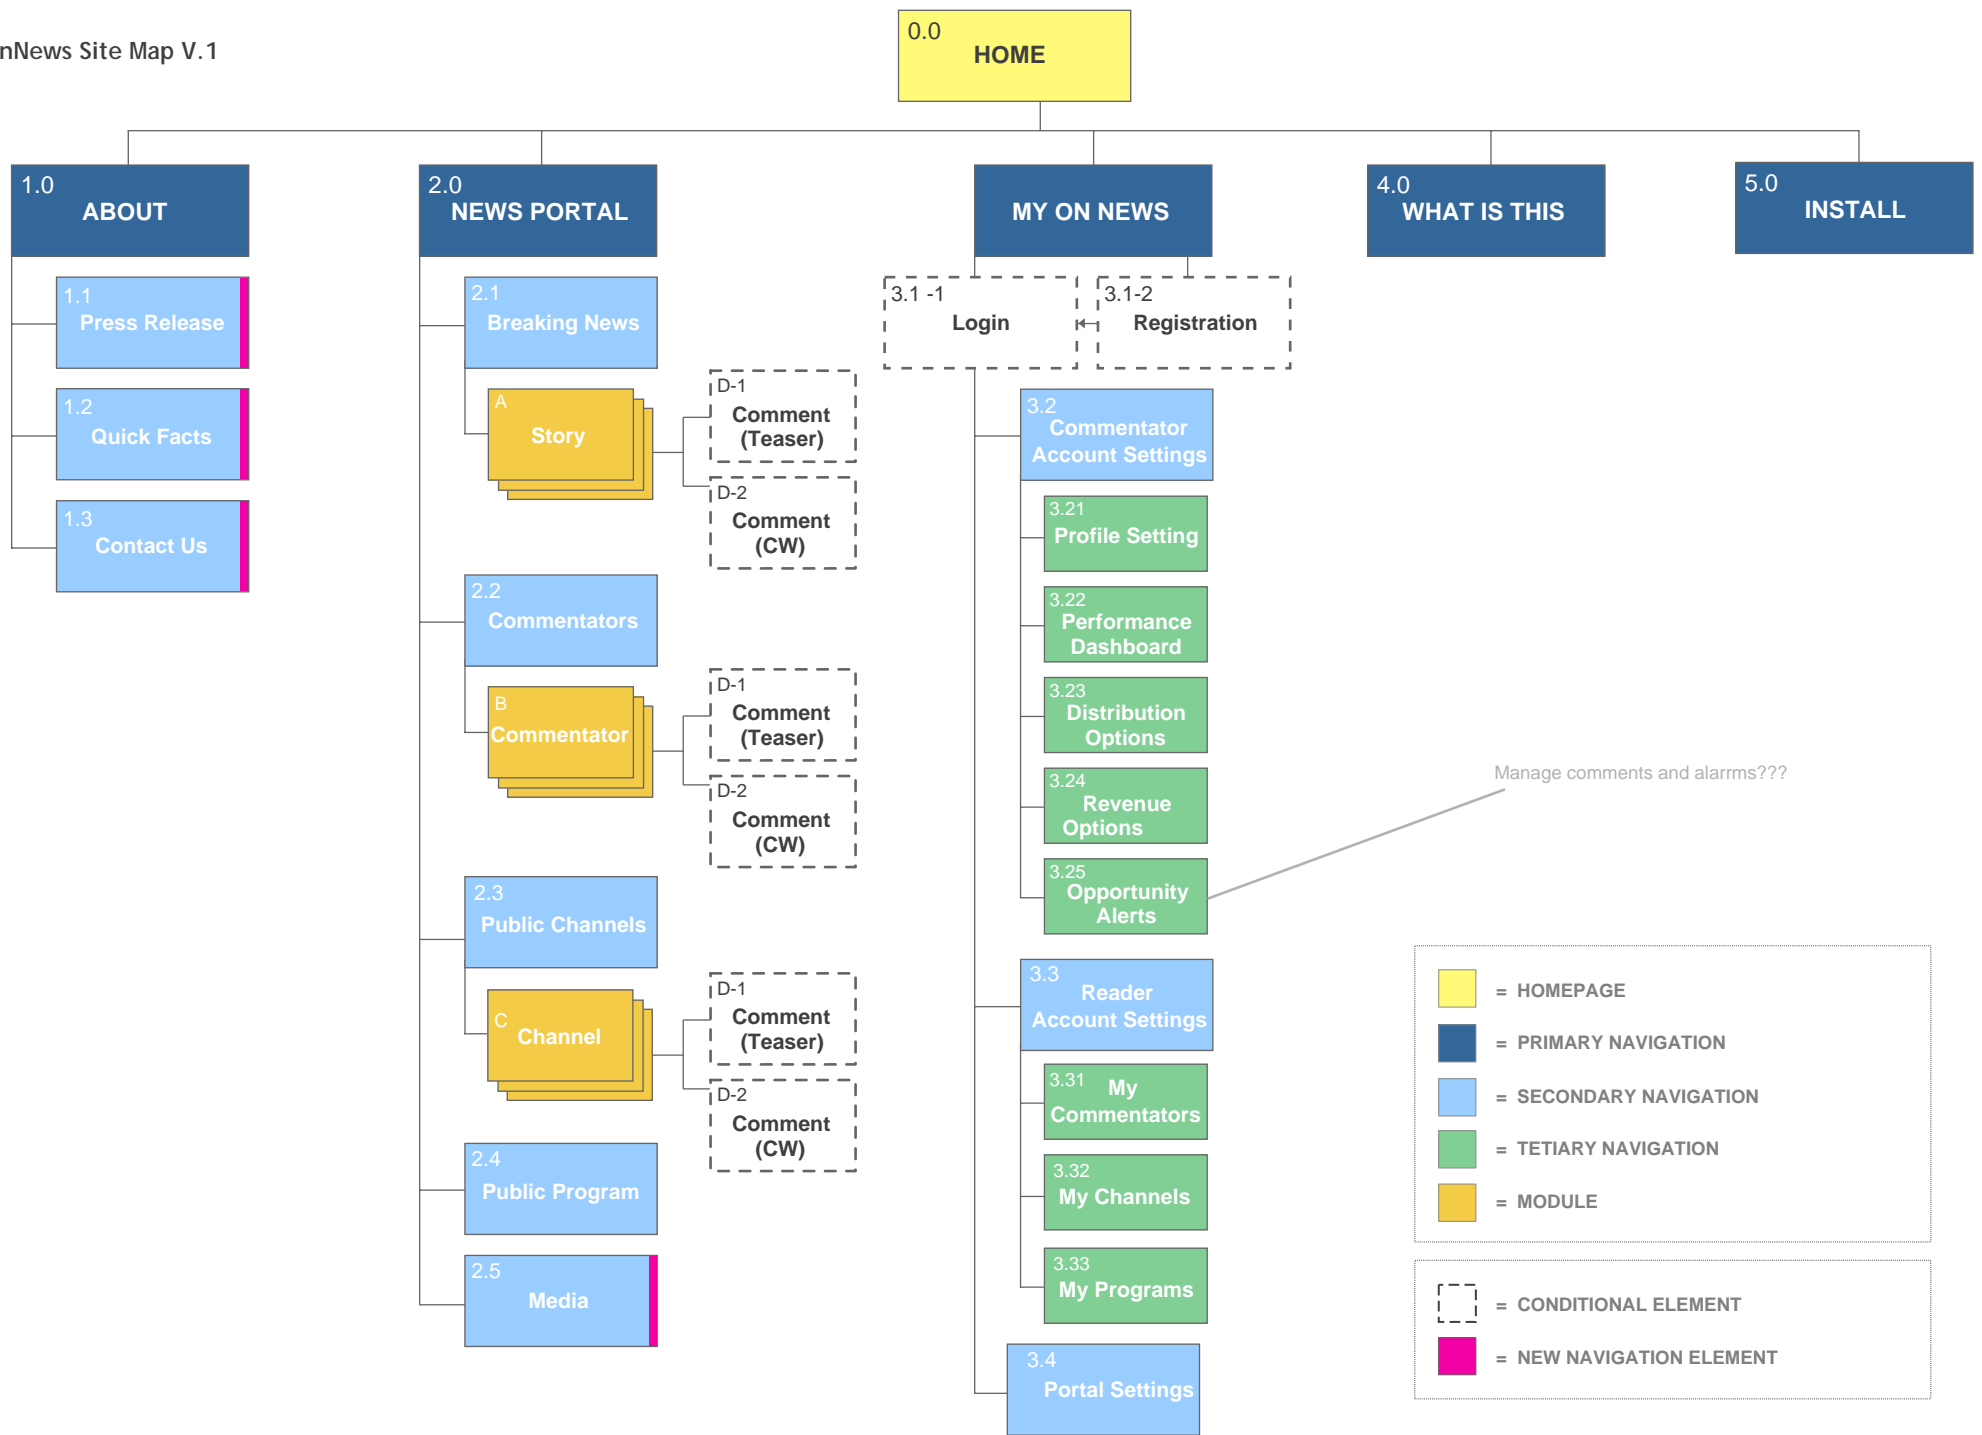 nNews Site Map V.1
0.0
HOME
1.0
ABOUT
1.1
Press Release
1.2
Quick Facts
1.3
Contact Us
2.0
NEWS PORTAL
2.1
Breaking News
A
Story
D-1
Comment
(Teaser)
D-2
Comment
(CW)
2.2
Commentators
B
Commentator
D-1
Comment
(Teaser)
D-2
Comment
(CW)
2.3
Public Channels
C
Channel
D-1
Comment
(Teaser)
D-2
Comment
(CW)
2.4
Public Program
2.5
Media
MY ON NEWS
3.1 -1
Login
3.1-2
Registration
3.2
Commentator
Account Settings
3.21
Profile Setting
3.22
Performance
Dashboard
3.23
Distribution
Options
3.24
Revenue
Options
3.25
Opportunity
Alerts
Manage comments and alarrms???
3.3
Reader
Account Settings
3.31
My
Commentators
3.32
My Channels
3.33
My Programs
3.4
Portal Settings
4.0
WHAT IS THIS
5.0
INSTALL
= HOMEPAGE
= PRIMARY NAVIGATION
= SECONDARY NAVIGATION
= TETIARY NAVIGATION
= MODULE
= CONDITIONAL ELEMENT
= NEW NAVIGATION ELEMENT